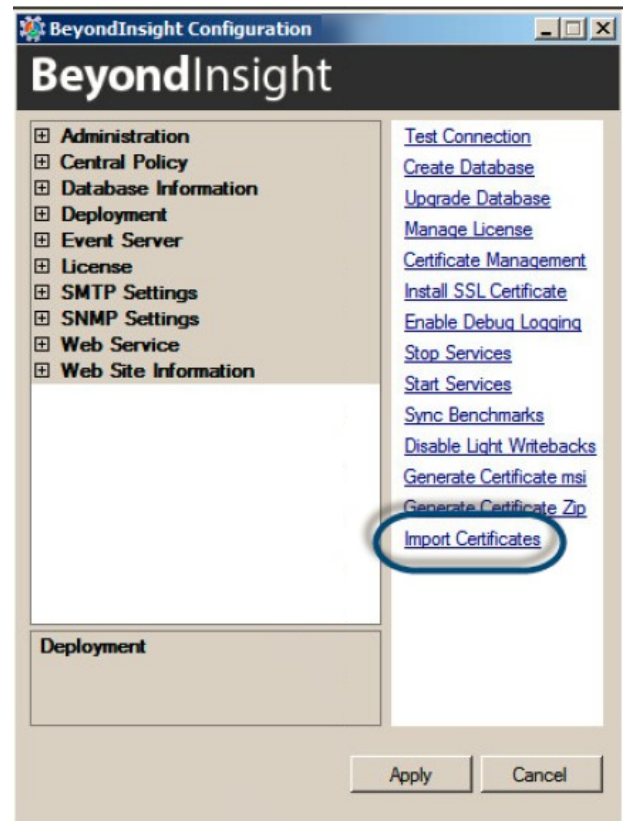 BeyondInsight Configuration
BeyondInsight
Administration
Central Policy
Database Information
Deployment
Event Server
License
SMTP Settings
SNMP Settings
Web Service
Web Site Information
Test Connection
Create Database
Upgrade Database
Manage License
Certificate Management
Install SSL Certificate
Enable Debug Logging
Stop Services
Start Services
Sync Benchmarks
Disable Light Writebacks
Generate Certificate msi
Generate Certificate Zip
Import Certificates
Deployment
Apply
Cancel